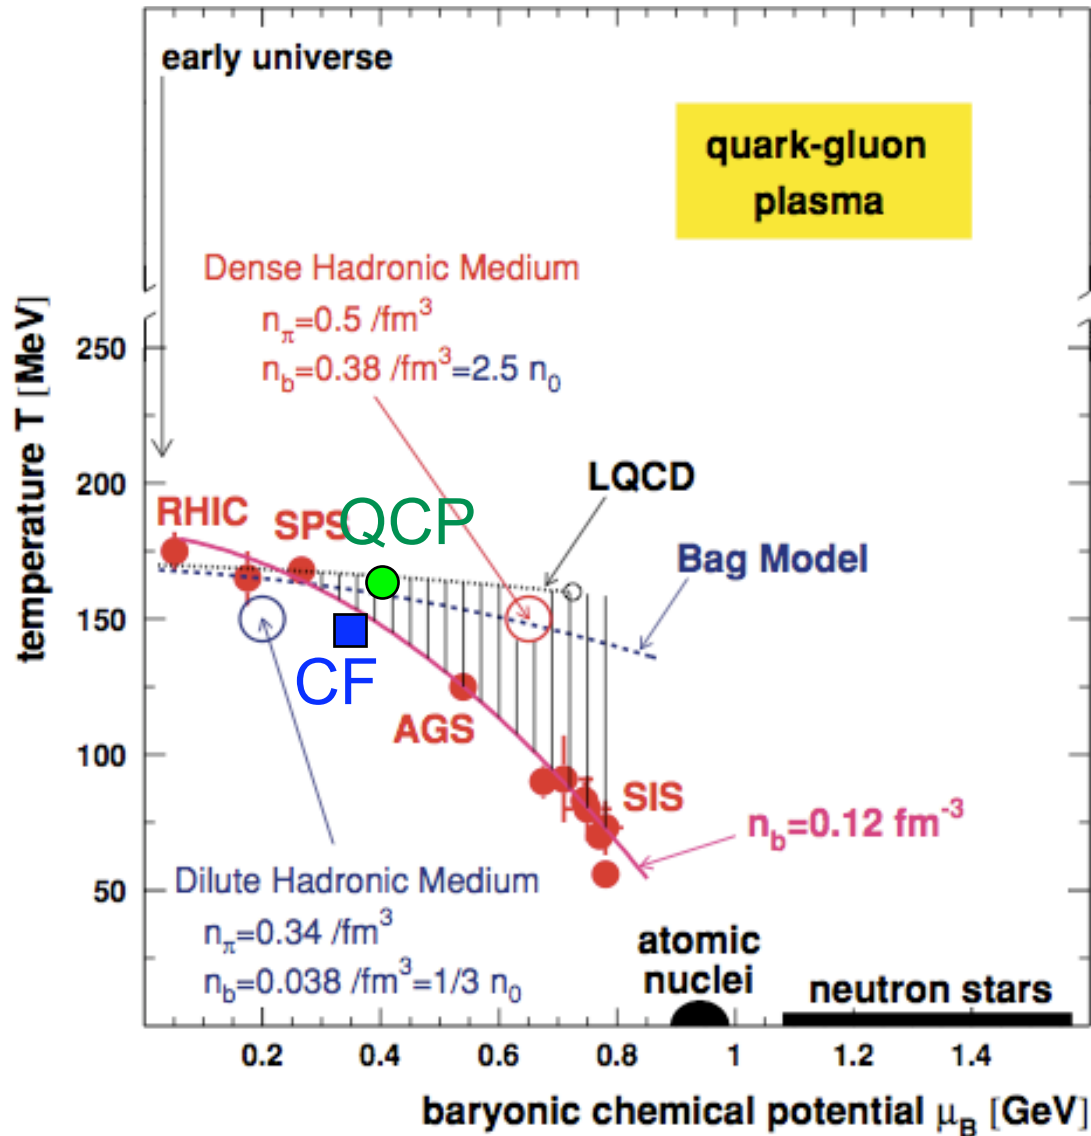 early universe
quark-gluon
plasma
Dense Hadronic Medium
nπ=0.5 /fm³
nb=0.38 /fm³=2.5 n₀
temperature T [MeV]
250
200
150
100
50
LQCD
RHIC
SPS
QCP
Bag Model
CF
AGS
SIS
nb=0.12 fm⁻³
Dilute Hadronic Medium
nπ=0.34 /fm³
nb=0.038 /fm³=1/3 n₀
atomic
nuclei
neutron stars
0.2 0.4 0.6 0.8 1 1.2 1.4
baryonic chemical potential μB [GeV]